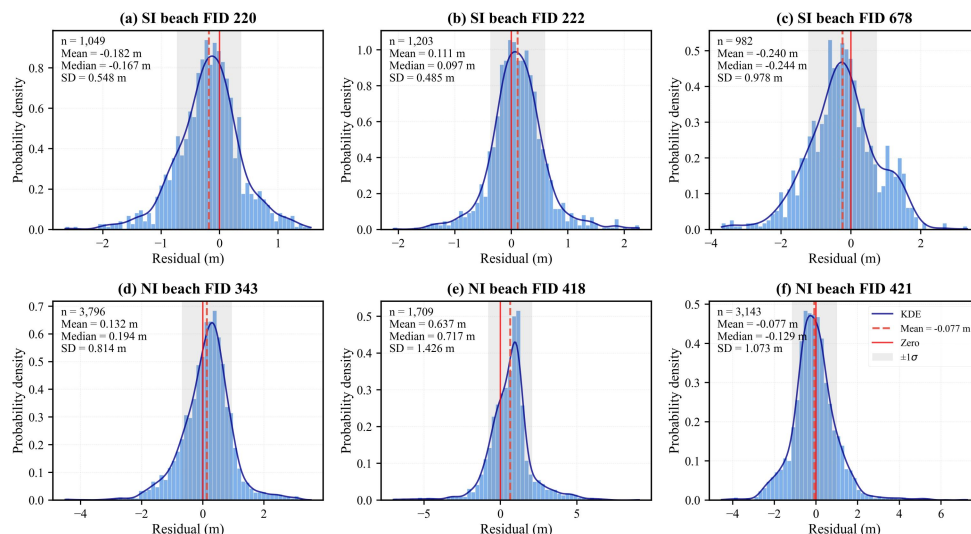 (a) SI beach FID 220
n = 1,049
Mean = -0.182 m
Median = -0.167 m
SD = 0.548 m
Probability density
0.8
0.6
0.4
0.2
0.0
−2 −1 0 1
Residual (m)
(b) SI beach FID 222
n = 1,203
Mean = 0.111 m
Median = 0.097 m
SD = 0.485 m
Probability density
1.0
0.8
0.6
0.4
0.2
0.0
−2 −1 0 1 2
Residual (m)
(c) SI beach FID 678
n = 982
Mean = -0.240 m
Median = -0.244 m
SD = 0.978 m
Probability density
0.5
0.4
0.3
0.2
0.1
0.0
−4 −2 0 2
Residual (m)
(d) NI beach FID 343
n = 3,796
Mean = 0.132 m
Median = 0.194 m
SD = 0.814 m
Probability density
0.7
0.6
0.5
0.4
0.3
0.2
0.1
0.0
−4 −2 0 2
Residual (m)
(e) NI beach FID 418
n = 1,709
Mean = 0.637 m
Median = 0.717 m
SD = 1.426 m
Probability density
0.5
0.4
0.3
0.2
0.1
0.0
−5 0 5
Residual (m)
(f) NI beach FID 421
n = 3,143
Mean = -0.077 m
Median = -0.129 m
SD = 1.073 m
KDE
Mean = -0.077 m
Zero
±1σ
Probability density
0.5
0.4
0.3
0.2
0.1
0.0
−4 −2 0 2 4 6
Residual (m)